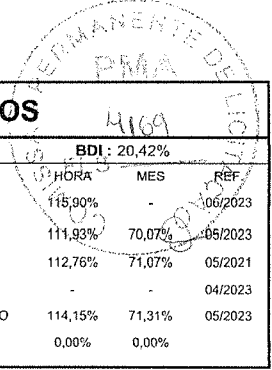 PERMANENTE DE LICITAÇÃO
PMA
OS
4169
BDI : 20,42%
HORA MES REF.
115,90% - 06/2023
111,93% 70,07% 05/2023
112,76% 71,07% 05/2021
- - 04/2023
O 114,15% 71,31% 05/2023
0,00% 0,00%